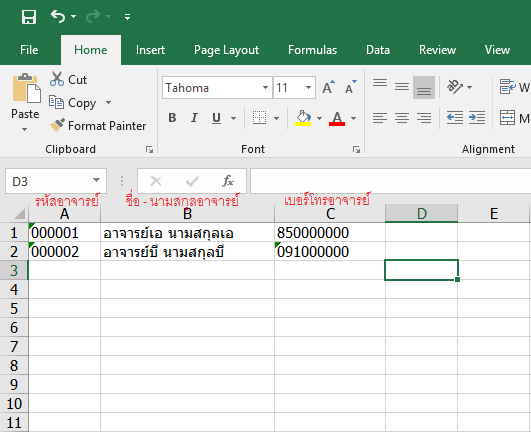 File Home Insert Page Layout Formulas Data Review View
Cut
Copy
Format Painter
Paste
Clipboard
Tahoma 11 A A
B I U A
Font
Alignment
D3 fx
รหัสอาจารย์ ชื่อ - นามสกุลอาจารย์ เบอร์โทรอาจารย์
A B C D E
1 000001 อาจารย์เอ นามสกุลเอ 850000000
2 000002 อาจารย์บี นามสกุลบี 091000000
3
4
5
6
7
8
9
10
11